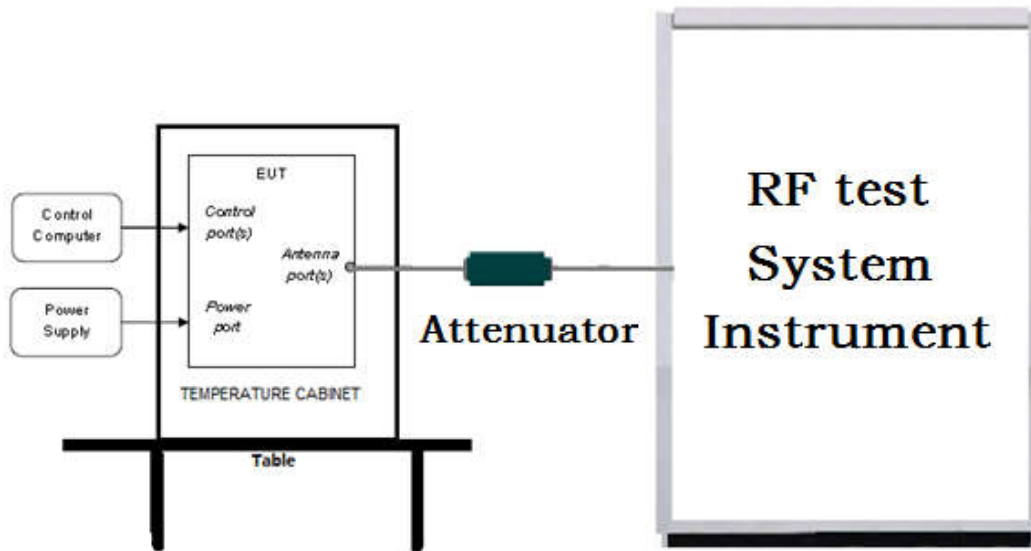 EUT
Control
Computer
Control
port(s)
Antenna
port(s)
Power
Supply
Power
port
TEMPERATURE CABINET
Table
Attenuator
RF test
System
Instrument